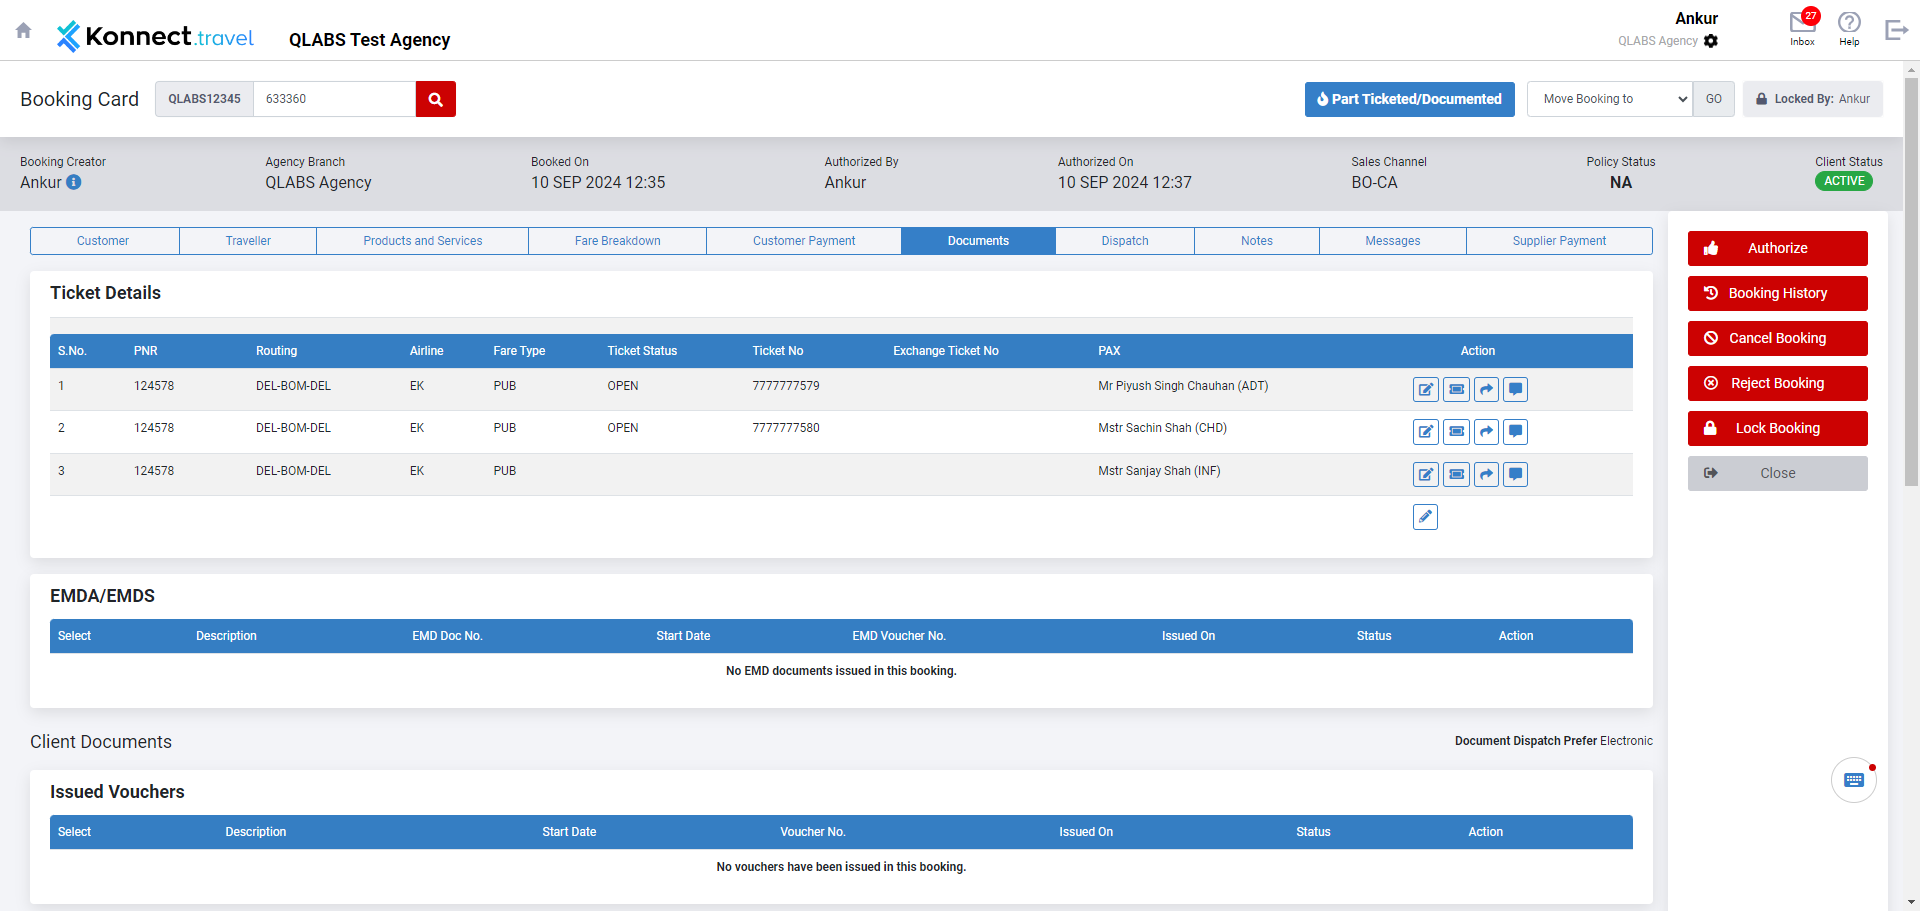 Konnect.travel QLABS Test Agency Ankur
QLABS Agency
27
Inbox Help
Booking Card QLABS12345 633360 Part Ticketed/Documented Move Booking to GO Locked By: Ankur
Booking Creator Agency Branch Booked On Authorized By Authorized On Sales Channel Policy Status Client Status
Ankur QLABS Agency 10 SEP 2024 12:35 Ankur 10 SEP 2024 12:37 BO-CA NA ACTIVE
Customer Traveller Products and Services Fare Breakdown Customer Payment Documents Dispatch Notes Messages Supplier Payment
Authorize
Booking History
Cancel Booking
Reject Booking
Lock Booking
Close
Ticket Details
S.No. PNR Routing Airline Fare Type Ticket Status Ticket No Exchange Ticket No PAX Action
1 124578 DEL-BOM-DEL EK PUB OPEN 7777777579 Mr Piyush Singh Chauhan (ADT)
2 124578 DEL-BOM-DEL EK PUB OPEN 7777777580 Mstr Sachin Shah (CHD)
3 124578 DEL-BOM-DEL EK PUB Mstr Sanjay Shah (INF)
EMDA/EMDS
Select Description EMD Doc No. Start Date EMD Voucher No. Issued On Status Action
No EMD documents issued in this booking.
Client Documents Document Dispatch Prefer Electronic
Issued Vouchers
Select Description Start Date Voucher No. Issued On Status Action
No vouchers have been issued in this booking.